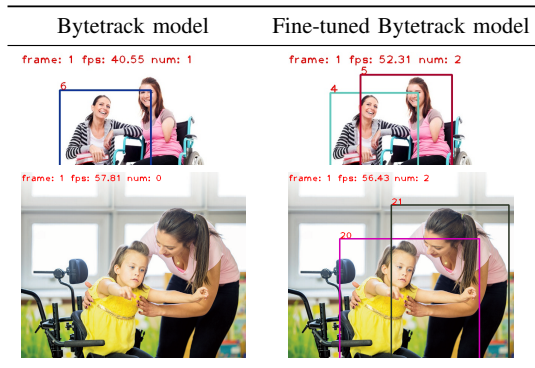 Bytetrack model Fine-tuned Bytetrack model
frame: 1 fps: 40.55 num: 1 frame: 1 fps: 52.31 num: 2
6 5
4
frame: 1 fps: 57.81 num: 0 frame: 1 fps: 56.43 num: 2
21
20